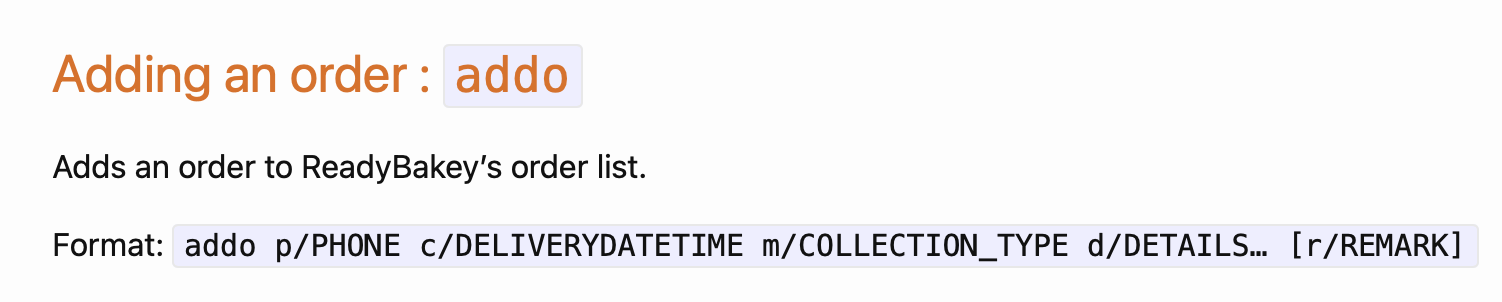 Adding an order : addo
Adds an order to ReadyBakey’s order list.
Format: addo p/PHONE c/DELIVERYDATETIME m/COLLECTION_TYPE d/DETAILS… [r/REMARK]